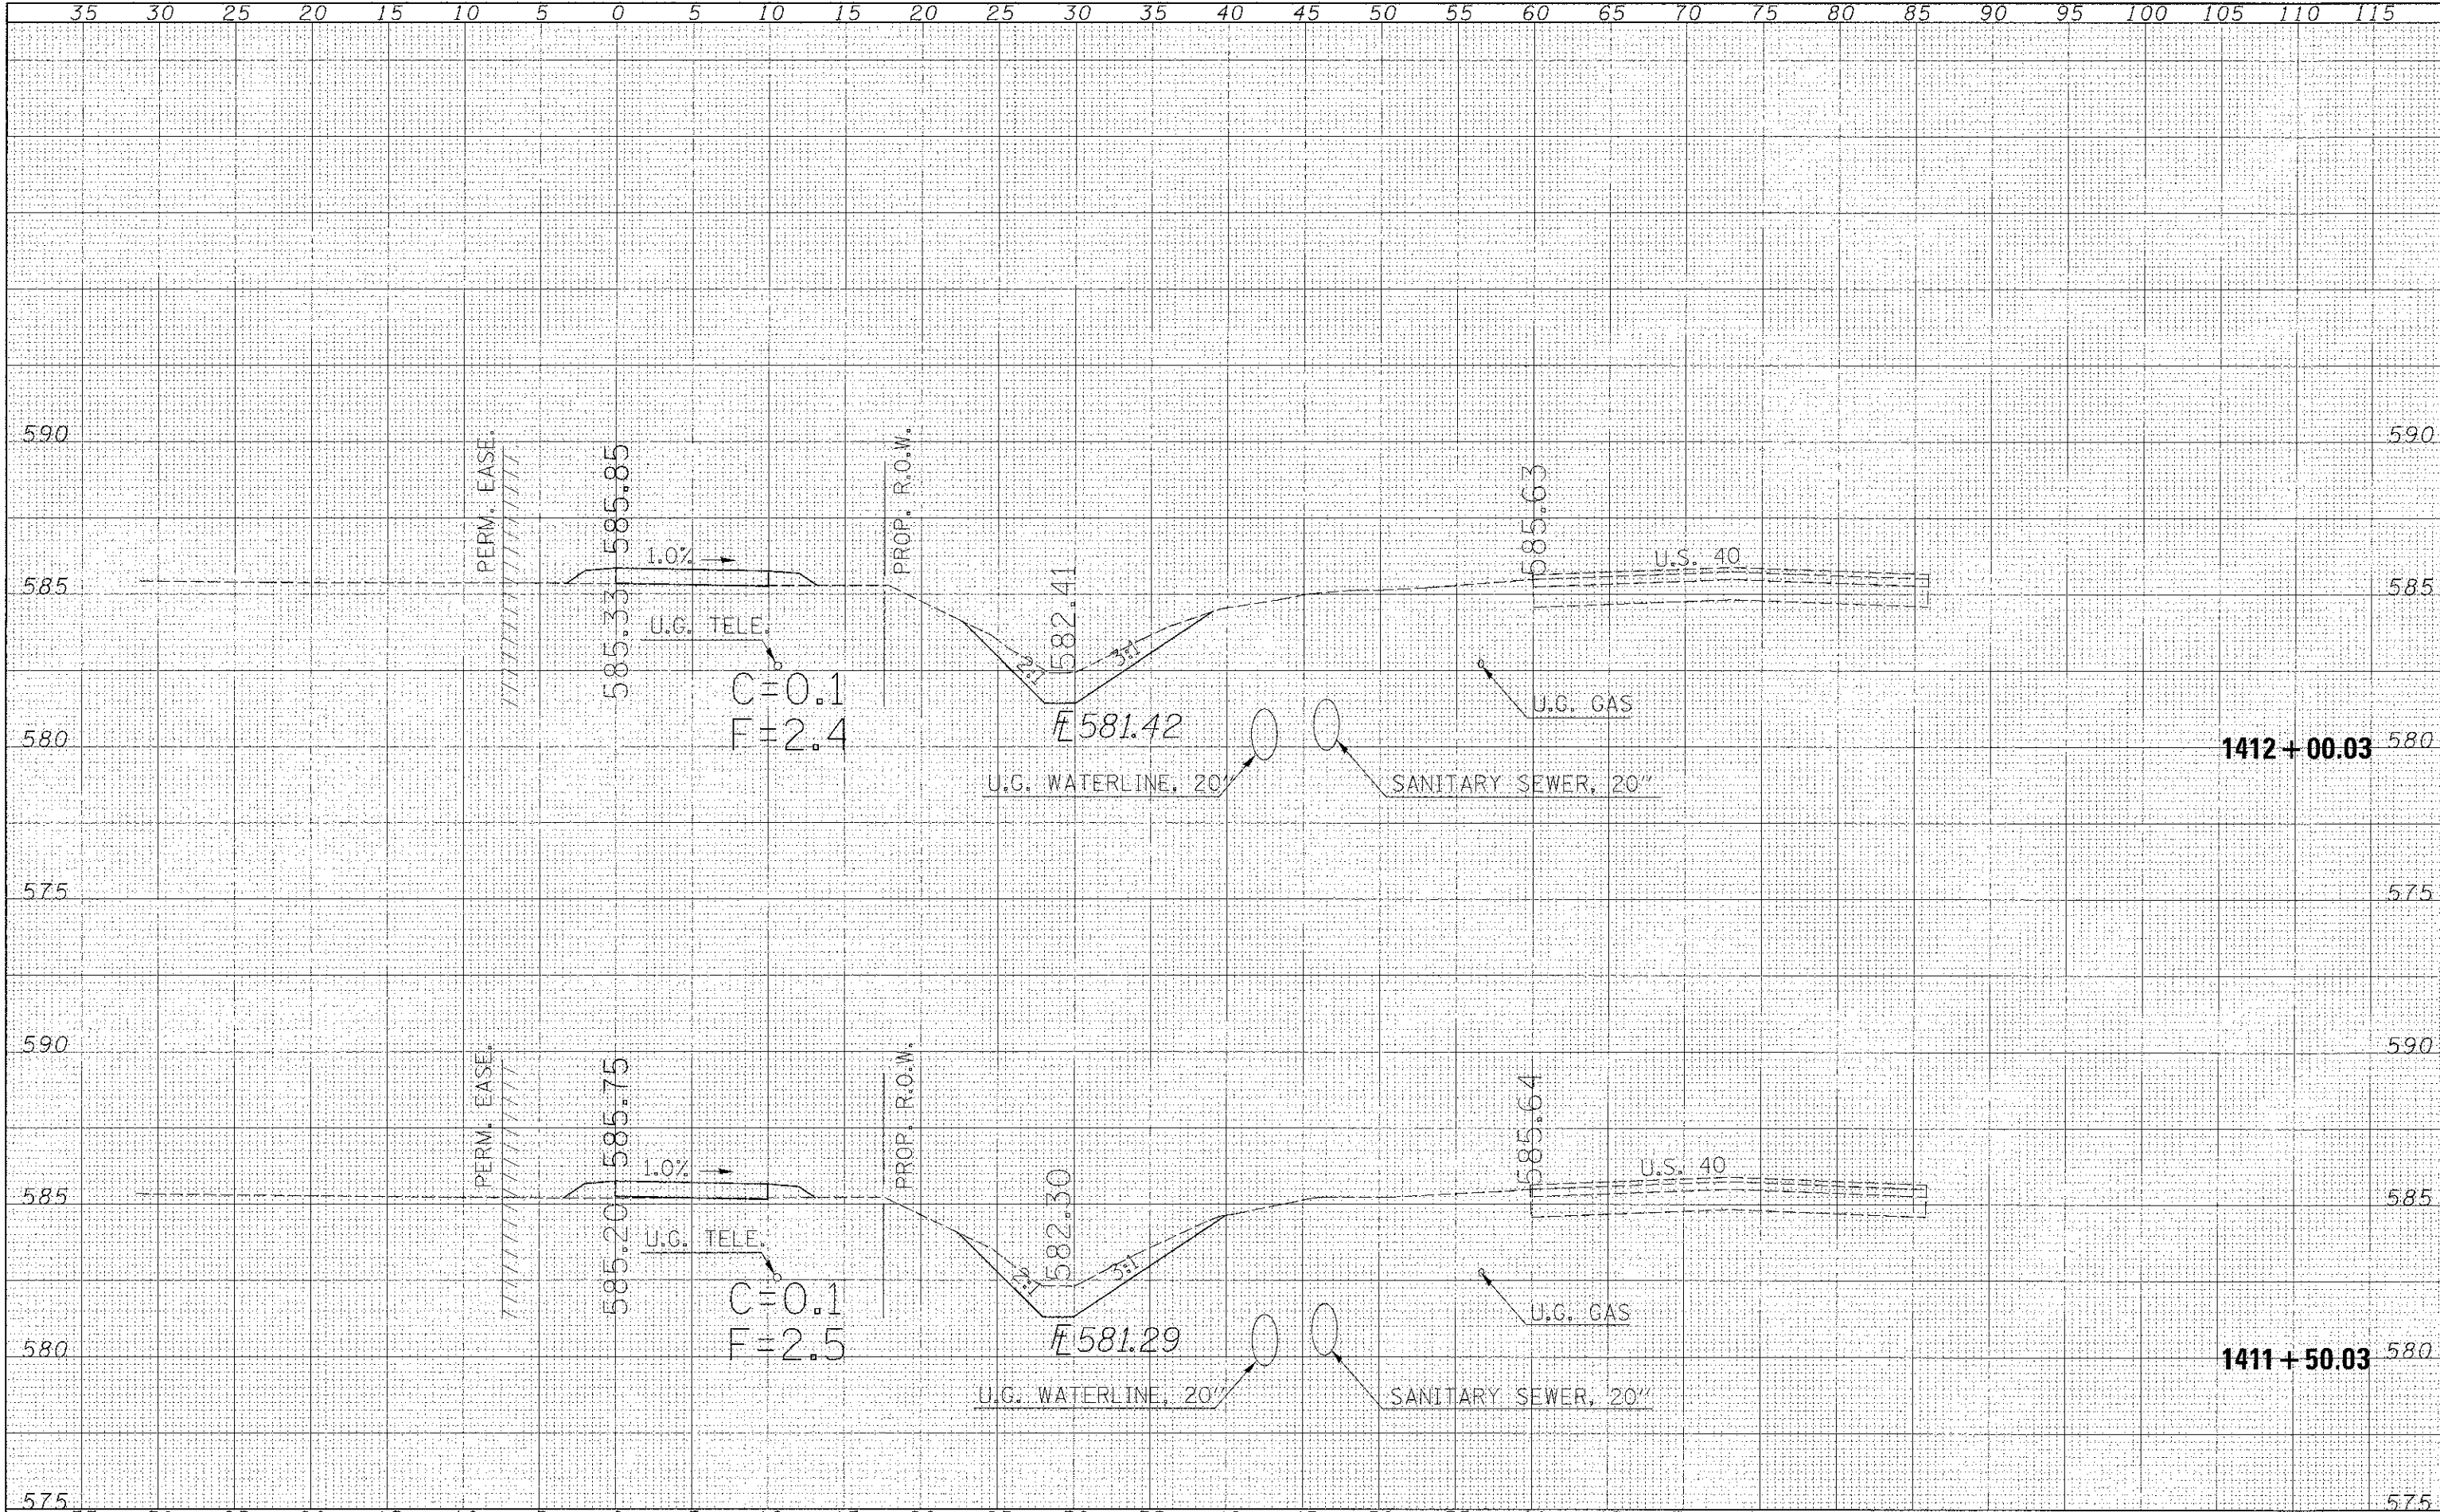 35 30 25 20 15 10 5 0 5 10 15 20 25 30 35 40 45 50 55 60 65 70 75 80 85 90 95 100 105 110 115
590 590
PERM. EASE.
585.85
PROP. R.O.W.
585.63
1.0%
U.S. 40
585 585
585.33
582.41
U.G. TELE.
2:1
3:1
C=0.1
U.G. GAS
F=2.4
581.42
580 1412+00.03 580
U.G. WATERLINE, 20"
SANITARY SEWER, 20"
575 575
590 590
PERM. EASE.
585.75
PROP. R.O.W.
585.64
1.0%
U.S. 40
585 585
585.20
582.30
U.G. TELE.
2:1
3:1
C=0.1
U.G. GAS
F=2.5
581.29
580 1411+50.03 580
U.G. WATERLINE, 20"
SANITARY SEWER, 20"
575 575